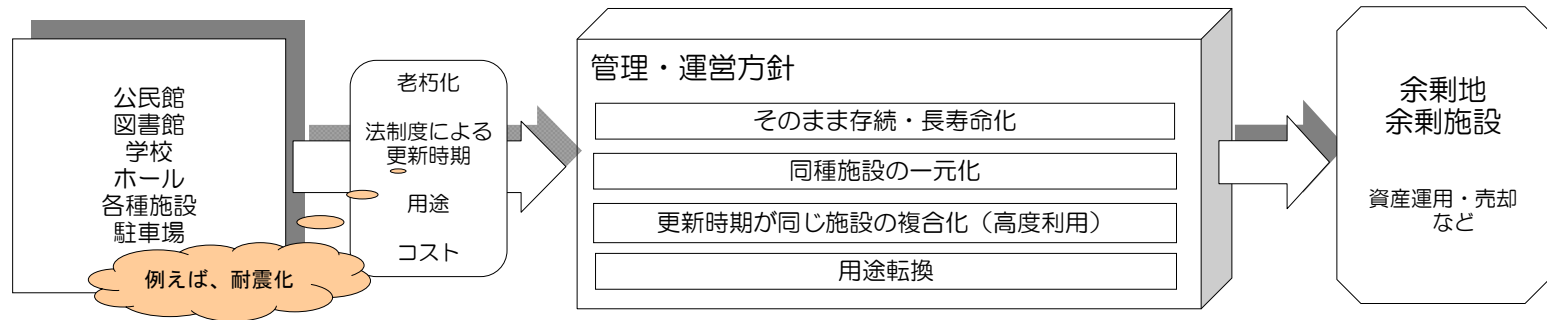 公民館
図書館
学校
ホール
各種施設
駐車場
例えば、耐震化
老朽化
法制度による
更新時期
用途
コスト
管理・運営方針
そのまま存続・長寿命化
同種施設の一元化
更新時期が同じ施設の複合化（高度利用）
用途転換
余剰地
余剰施設
資産運用・売却
など